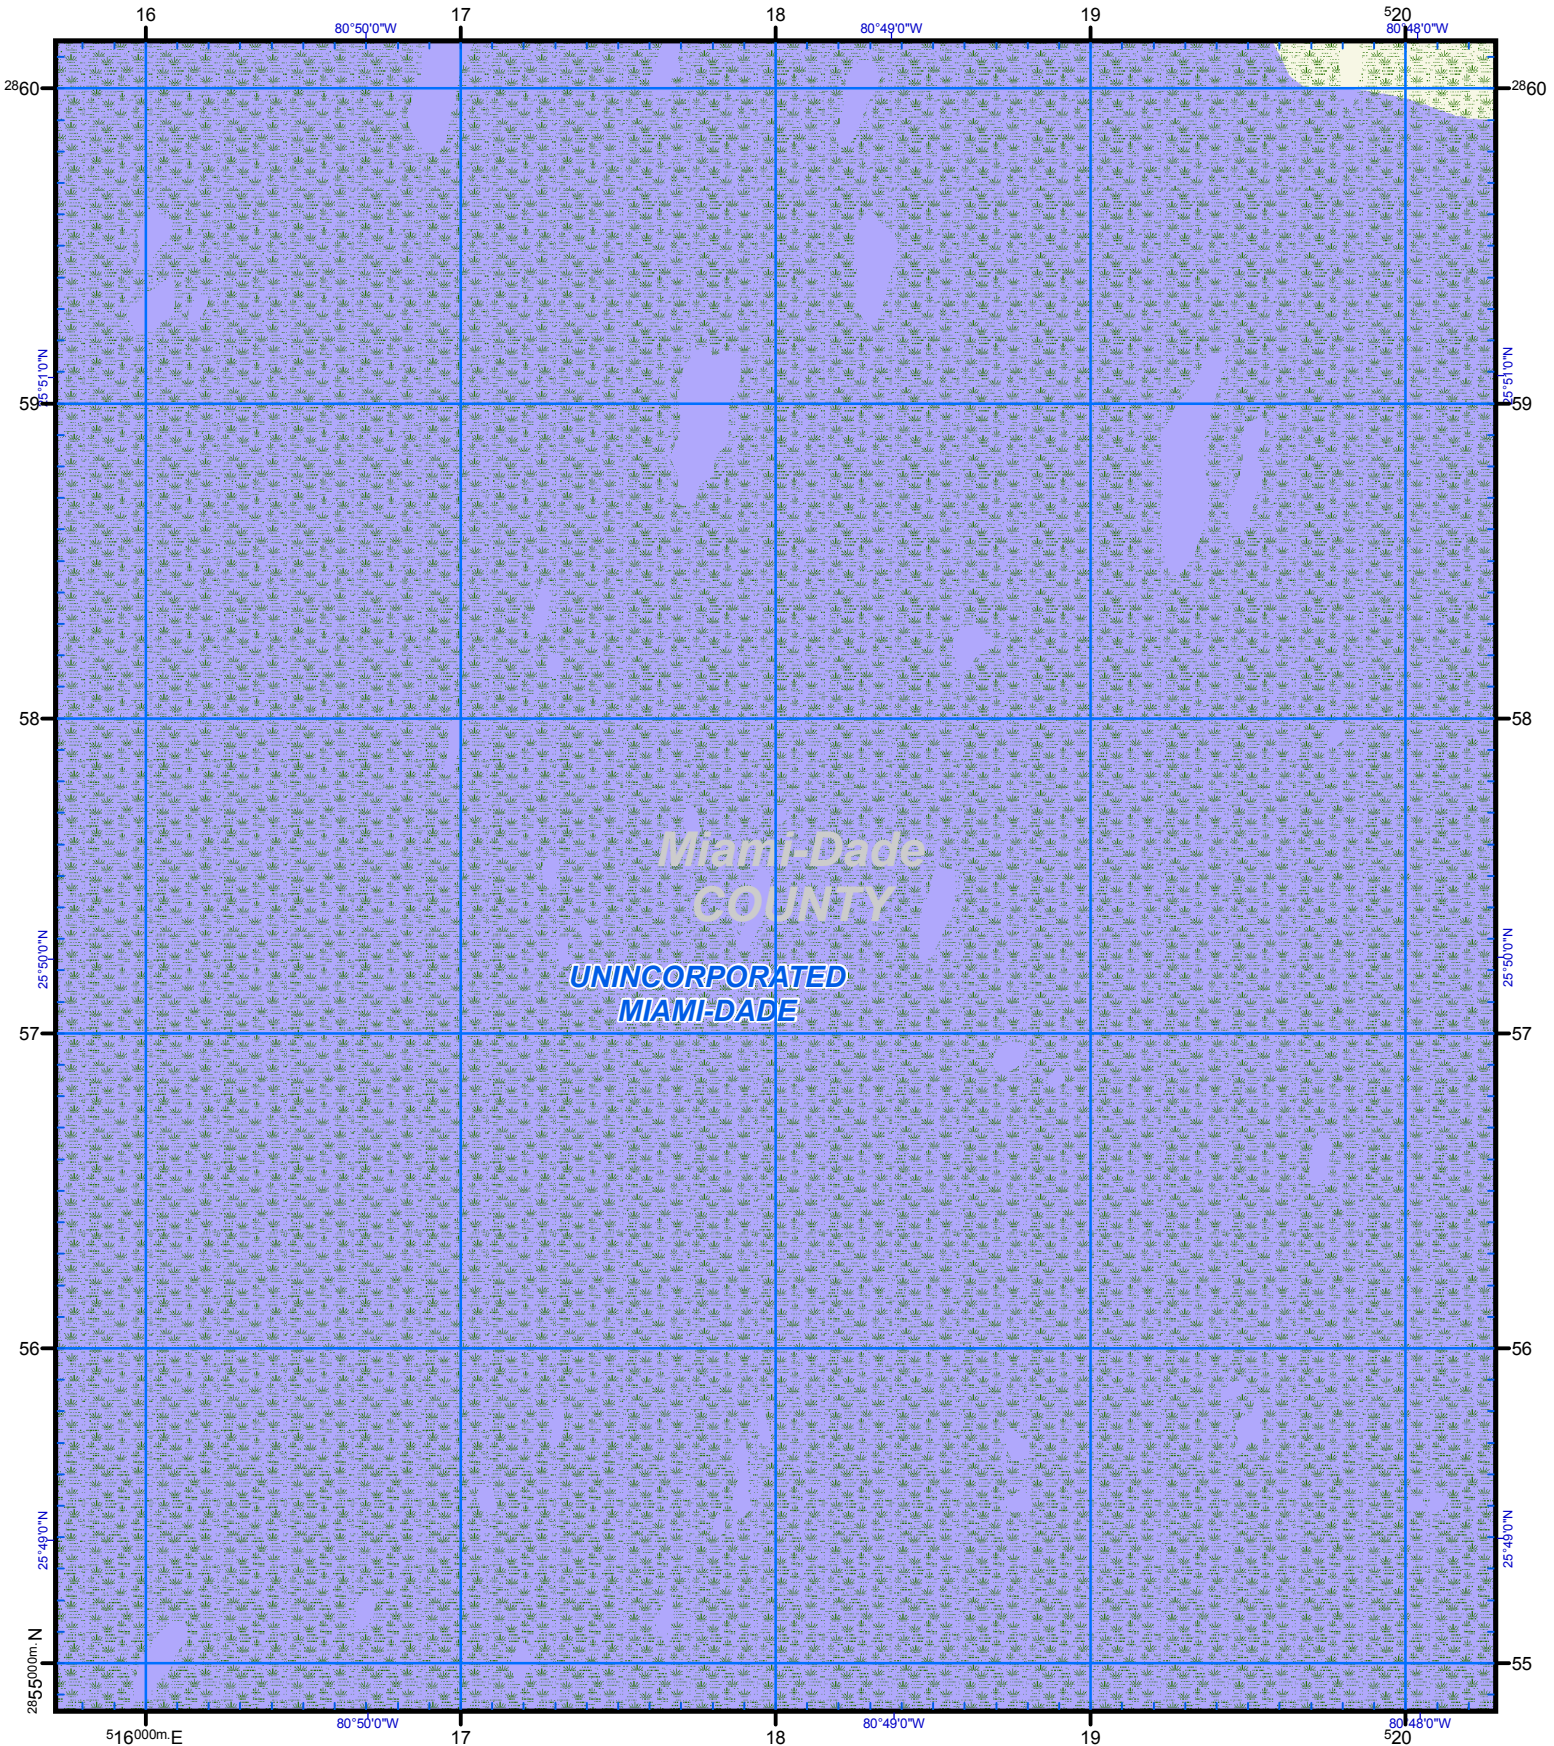 16 17 18 19 520
80°50'0"W 80°49'0"W 80°48'0"W
2860 2860
25°51'0"N 25°51'0"N
59 59
58 58
Miami-Dade
COUNTY
25°50'0"N 25°50'0"N
UNINCORPORATED
MIAMI-DADE
57 57
56 56
25°49'0"N 25°49'0"N
2855000m. N 55
80°50'0"W 80°49'0"W 80°48'0"W
516000m. E 17 18 19 520